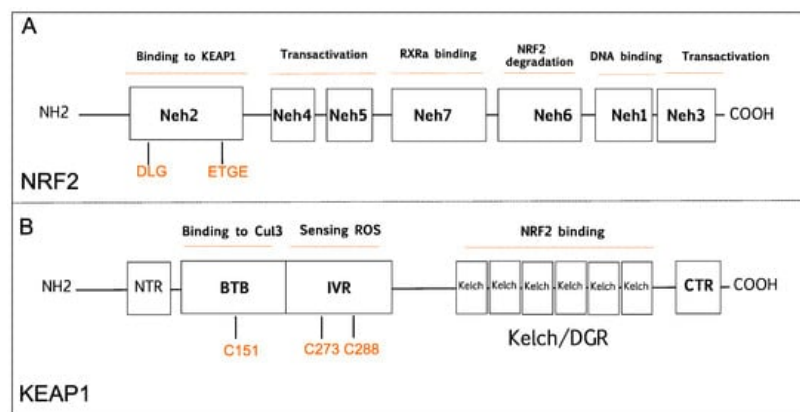 A
Binding to KEAP1 Transactivation RXRa binding NRF2 degradation DNA binding Transactivation
NH2 Neh2 Neh4 Neh5 Neh7 Neh6 Neh1 Neh3 COOH
DLG ETGE
NRF2
B
Binding to Cul3 Sensing ROS NRF2 binding
NH2 NTR BTB IVR Kelch Kelch Kelch Kelch Kelch Kelch CTR COOH
C151 C273 C288
Kelch/DGR
KEAP1